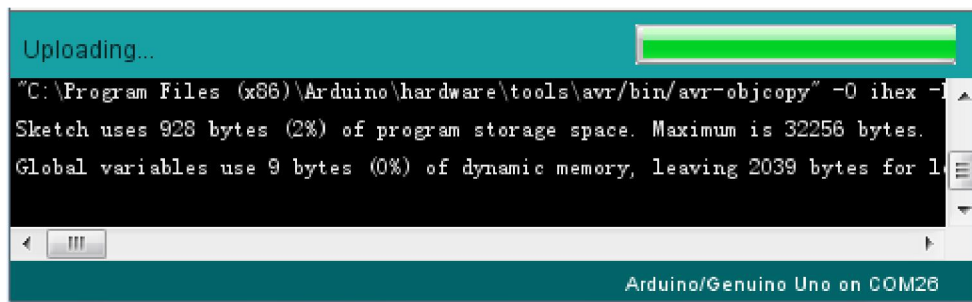 Uploading...
"C:\Program Files (x86)\Arduino\hardware\tools\avr/bin/avr-objcopy" -O ihex
Sketch uses 928 bytes (2%) of program storage space. Maximum is 32256 bytes.
Global variables use 9 bytes (0%) of dynamic memory, leaving 2039 bytes for
Arduino/Genuino Uno on COM26